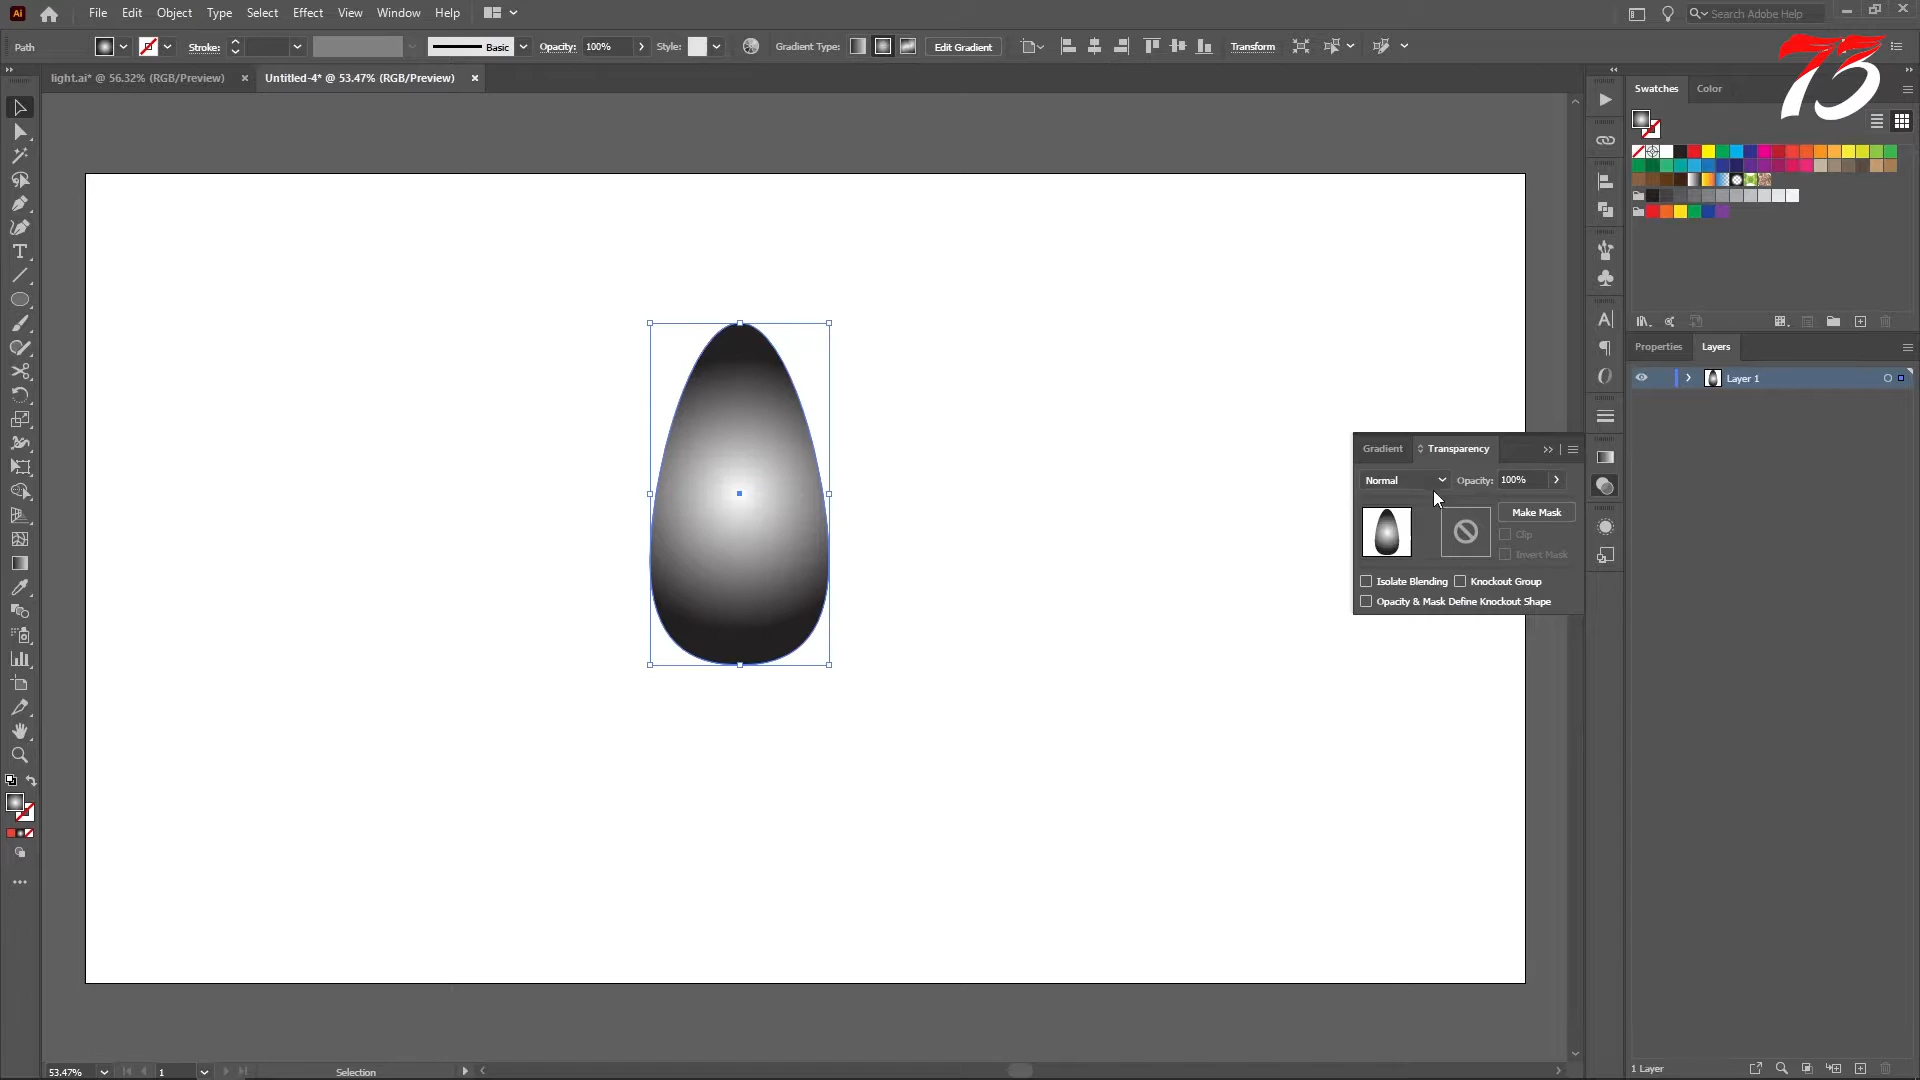 Ai File Edit Object Type Select Effect View Window Help Search Adobe Help
Path Stroke: Basic Opacity: 100% Style: Gradient Type: Edit Gradient Transform
light.ai* @ 56.32% (RGB/Preview) Untitled-4* @ 53.47% (RGB/Preview)
73
Swatches Color
Properties Layers
Layer 1
Gradient Transparency
Normal Opacity: 100%
Make Mask
Clip
Invert Mask
Isolate Blending Knockout Group
Opacity & Mask Define Knockout Shape
53.47% 1 Selection
1 Layer